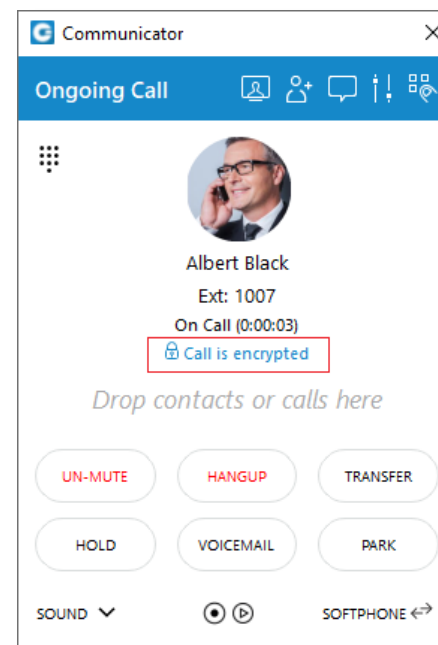 Communicator
Ongoing Call
Albert Black
Ext: 1007
On Call (0:00:03)
Call is encrypted
Drop contacts or calls here
UN-MUTE HANGUP TRANSFER
HOLD VOICEMAIL PARK
SOUND SOFTPHONE